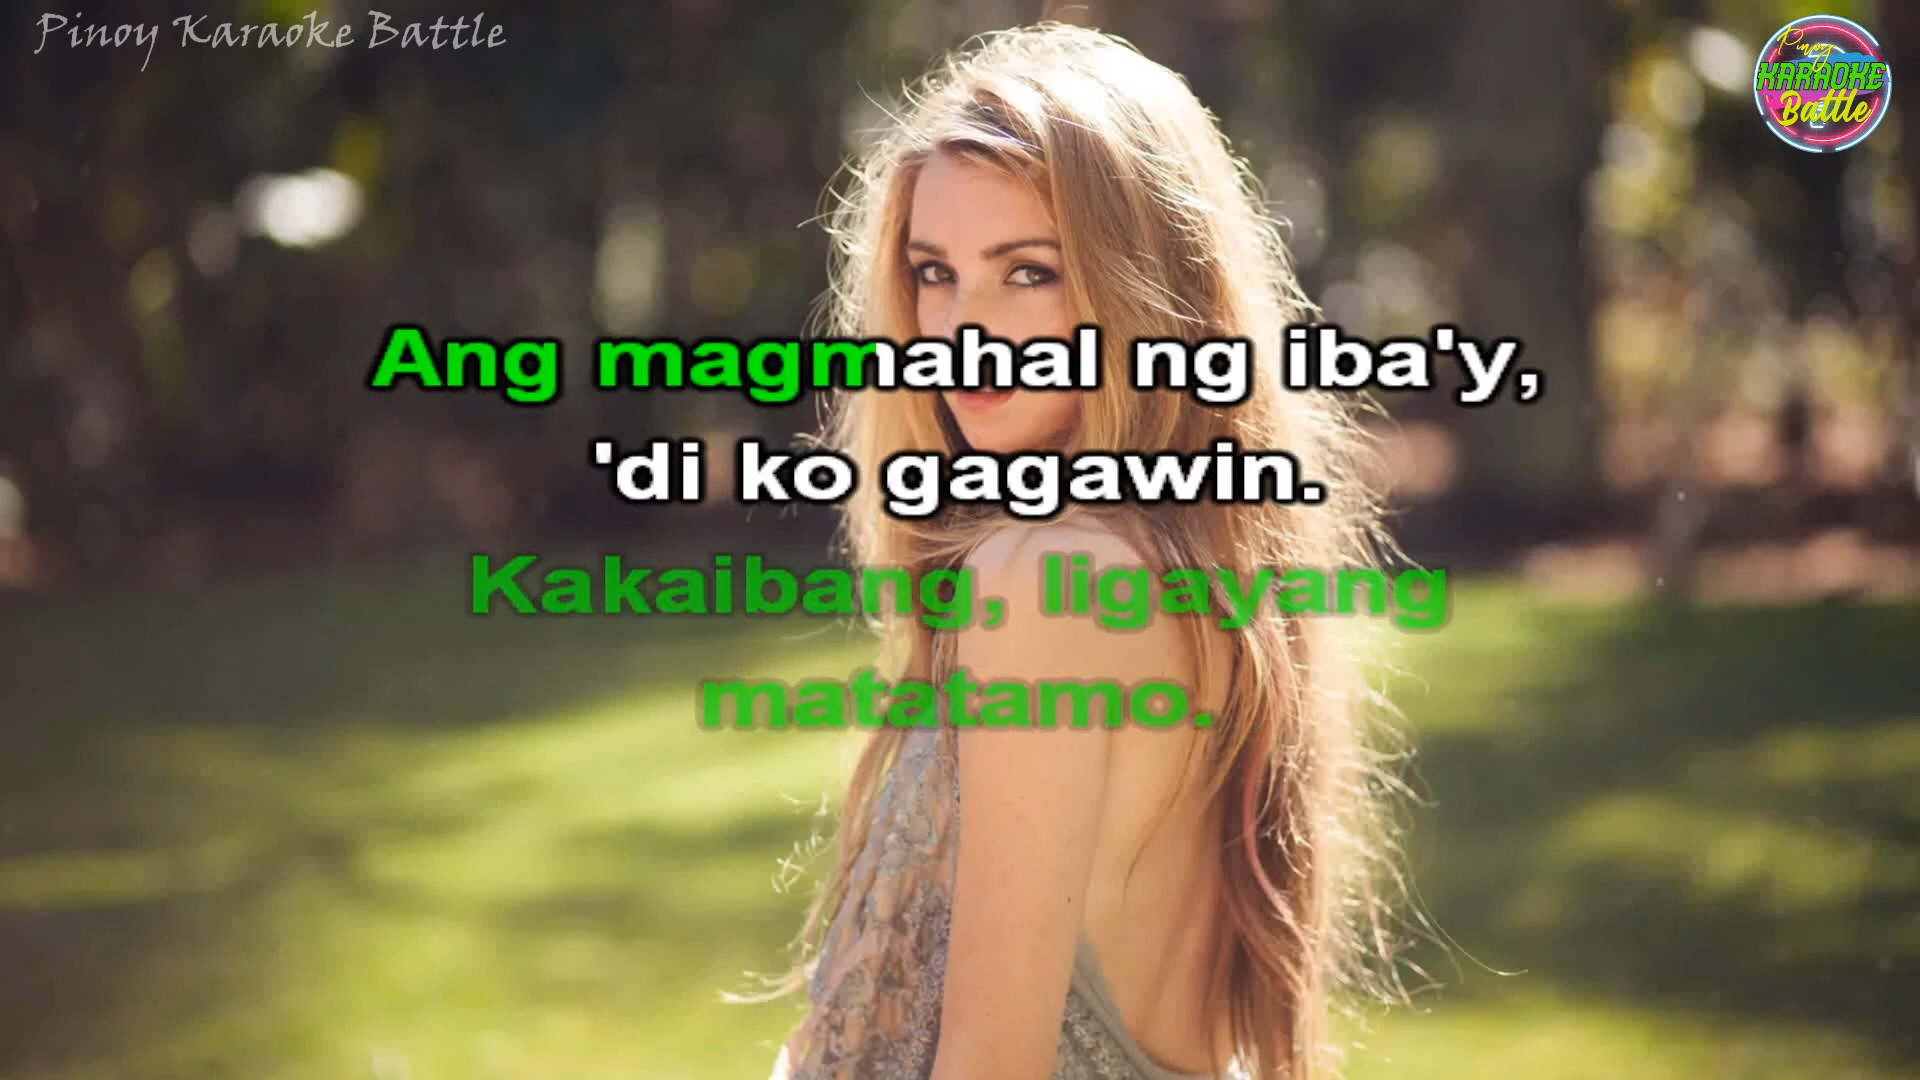 Pinoy Karaoke Battle
Pinoy
KARAOKE
Battle
Ang magmahal ng iba'y,
'di ko gagawin.
Kakaibang, ligayang
matatamo.